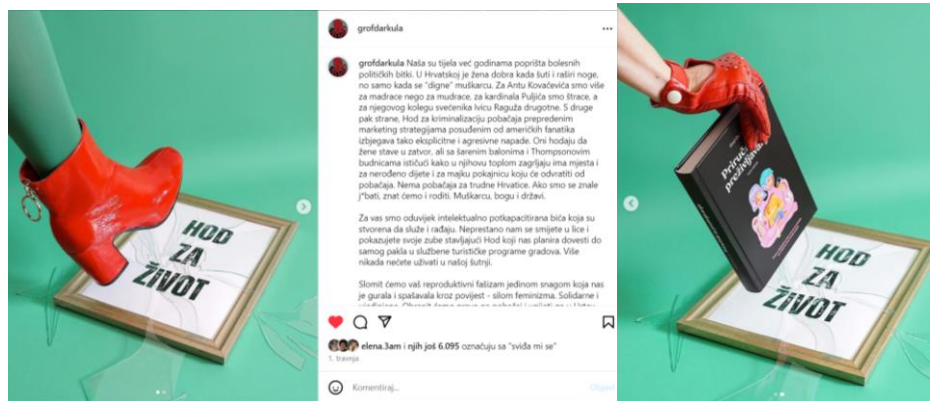 HOD
ZA
ŽIVOT
grofdarkula
grofdarkula Naša su tijela već godinama poprišta bolesnih
političkih bitki. U Hrvatskoj je žena dobra kada šuti i raširi noge,
no samo kada se "digne" muškarcu. Za Antu Kovačevića smo više
za madrace nego za mudrace, za kardinala Puljića smo štrace, a
za njegovog kolegu svećenika Ivicu Raguža drugotne. S druge
pak strane, Hod za kriminalizaciju pobačaja prepredenim
marketing strategijama posuđenim od američkih fanatika
izbjegava tako eksplicitne i agresivne napade. Oni hodaju da
žene stave u zatvor, ali sa šarenim balonima i Thompsonovim
budnicama ističući kako u njihovu toplom zagrljaju ima mjesta i
za nerođeno dijete i za majku pokajnicu koju će odvratiti od
pobačaja. Nema pobačaja za trudne Hrvatice. Ako smo se znale
j*bati, znat ćemo i roditi. Muškarcu, bogu i državi.
Za vas smo oduvijek intelektualno potkapacitirana bića koja su
stvorena da služe i rađaju. Neprestano nam se smijete u lice i
pokazujete svoje zube stavljajući Hod koji nas planira dovesti do
samog pakla u službene turističke programe gradova. Više
nikada nećete uživati u našoj šutnji.
Slomit ćemo vaš reproduktivni fašizam jedinom snagom koja nas
je gurala i spašavala kroz povijest - silom feminizma. Solidarne i
elena.3am i njih još 6.095 označuju sa "sviđa mi se"
1. travnja
Komentiraj...
Objavi
Priručnik
preživljavanja
HOD
ZA
ŽIVOT